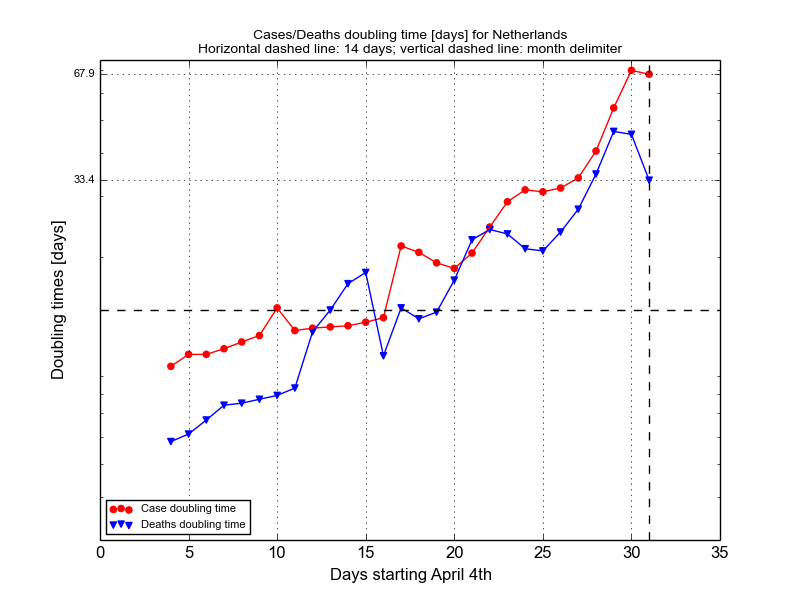 Cases/Deaths doubling time [days] for Netherlands
Horizontal dashed line: 14 days; vertical dashed line: month delimiter
67.9
33.4
Doubling times [days]
Case doubling time
Deaths doubling time
0 5 10 15 20 25 30 35
Days starting April 4th